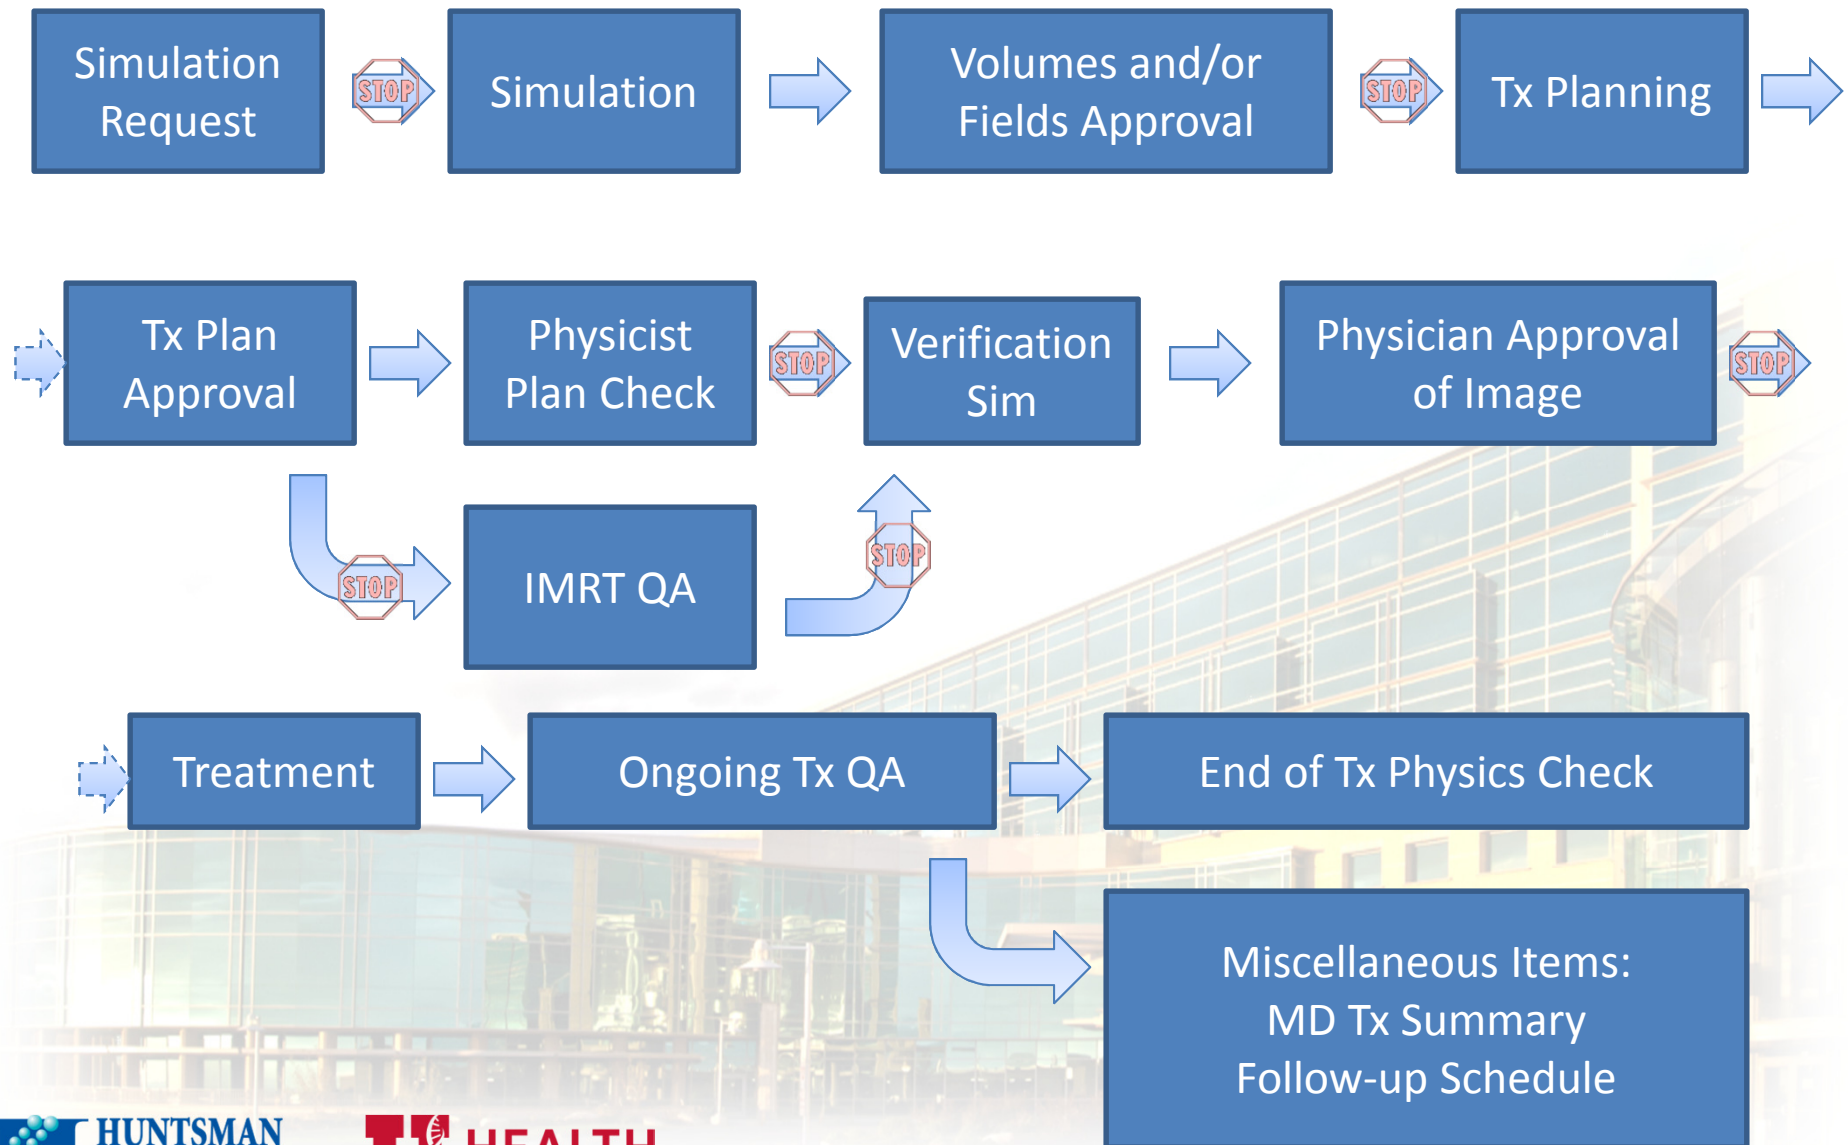 Simulation
Request
STOP
Simulation
Volumes and/or
Fields Approval
STOP
Tx Planning
Tx Plan
Approval
Physicist
Plan Check
STOP
Verification
Sim
Physician Approval
of Image
STOP
STOP
IMRT QA
STOP
Treatment
Ongoing Tx QA
End of Tx Physics Check
Miscellaneous Items:
MD Tx Summary
Follow-up Schedule
HUNTSMAN
HEALTH